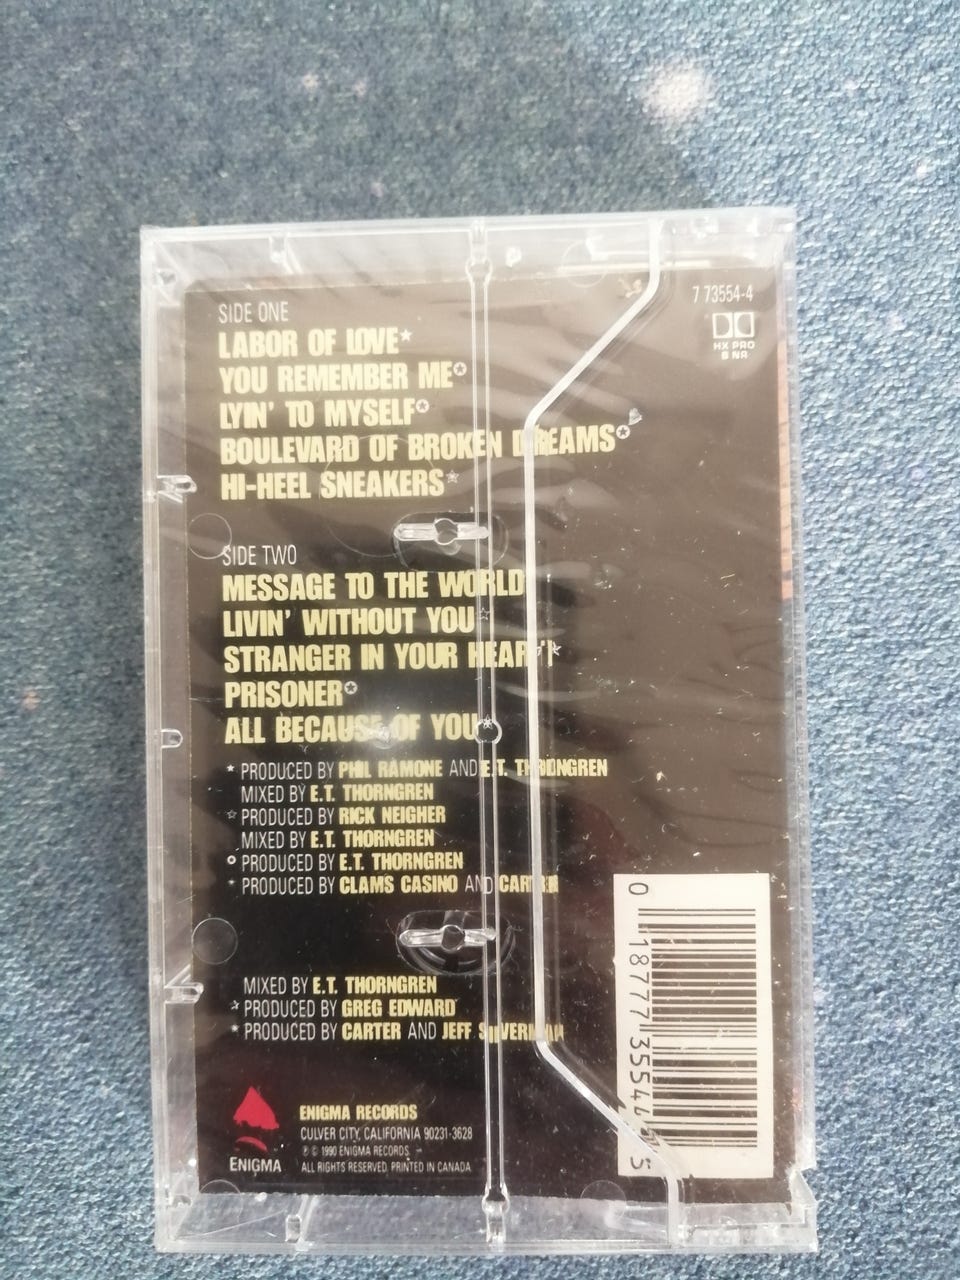 7 73554-4
HX PRO
B NR
SIDE ONE
LABOR OF LOVE*
YOU REMEMBER ME✪
LYIN' TO MYSELF✪
BOULEVARD OF BROKEN DREAMS✪
HI-HEEL SNEAKERS☆
SIDE TWO
MESSAGE TO THE WORLD
LIVIN' WITHOUT YOU☆
STRANGER IN YOUR HEART*
PRISONER✪
ALL BECAUSE OF YOU*
* PRODUCED BY PHIL RAMONE AND E.T. THORNGREN
MIXED BY E.T. THORNGREN
☆ PRODUCED BY RICK NEIGHER
MIXED BY E.T. THORNGREN
✪ PRODUCED BY E.T. THORNGREN
* PRODUCED BY CLAMS CASINO AND CARTER
MIXED BY E.T. THORNGREN
* PRODUCED BY GREG EDWARD
* PRODUCED BY CARTER AND JEFF SILVERMAN
ENIGMA
ENIGMA RECORDS
CULVER CITY, CALIFORNIA 90231-3628
℗ © 1990 ENIGMA RECORDS.
ALL RIGHTS RESERVED. PRINTED IN CANADA
0 18777 35544 5